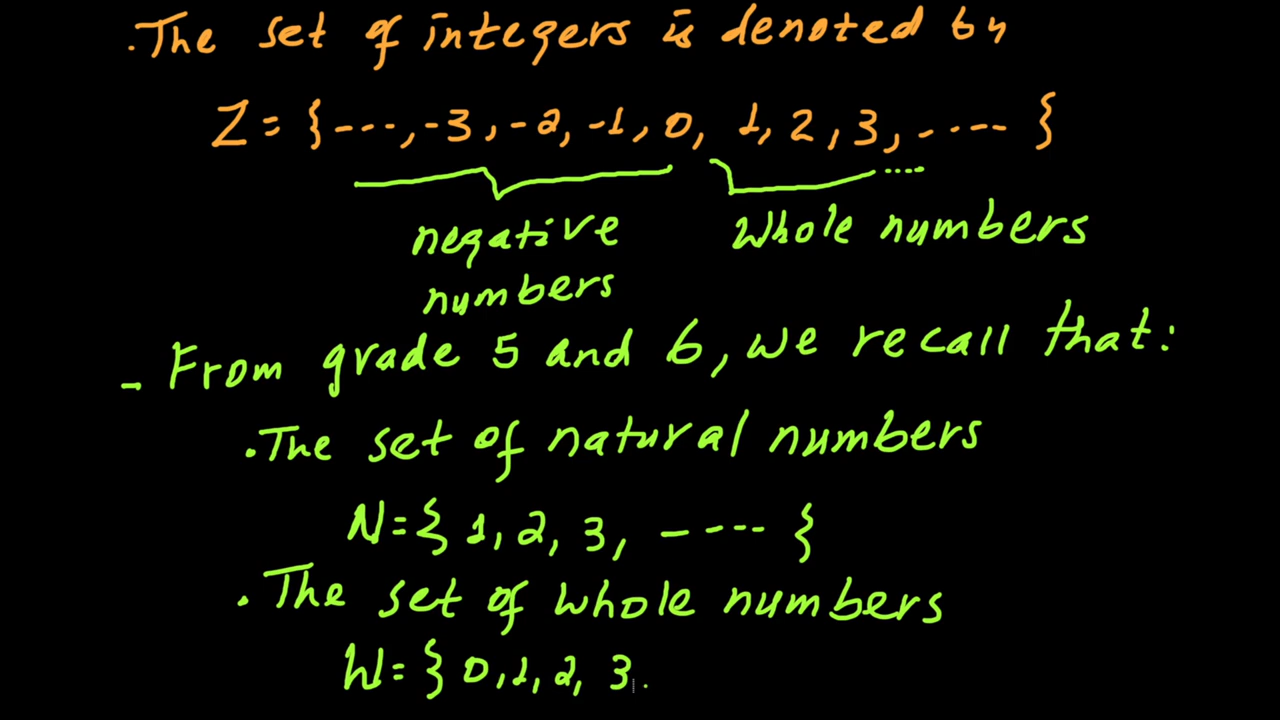 .The set of integers is denoted by
Z = { ---, -3, -2, -1, 0, 1, 2, 3, ..... }
negative numbers
Whole numbers
- From grade 5 and 6, we recall that:
.The set of natural numbers
N = { 1, 2, 3, ----- }
. The set of whole numbers
W = } 0, 1, 2, 3.